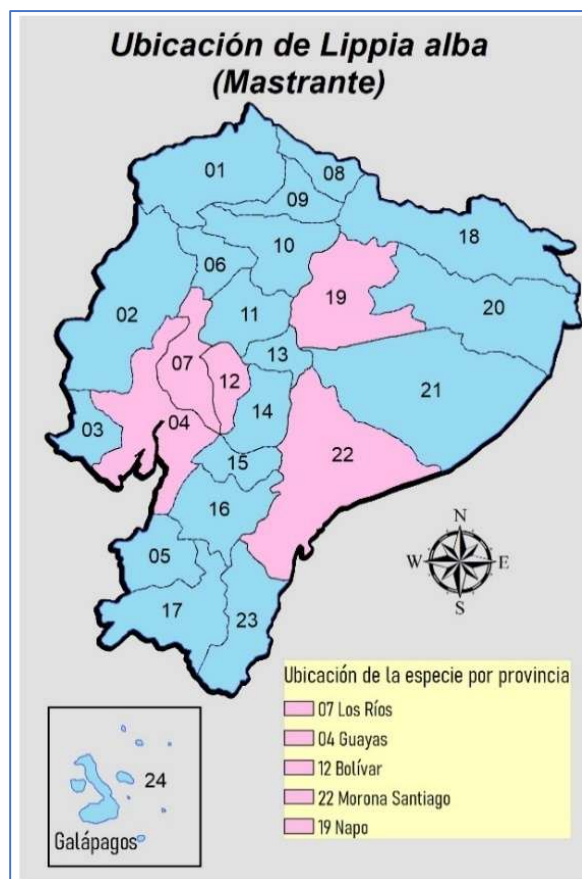 Ubicación de Lippia alba
(Mastrante)
01
08
09
18
10
06
19
20
02
11
07
13
12
21
14
04
03
15
22
16
N
W E
S
05
17
23
Ubicación de la especie por provincia
07 Los Ríos
04 Guayas
12 Bolívar
22 Morona Santiago
19 Napo
24
Galápagos